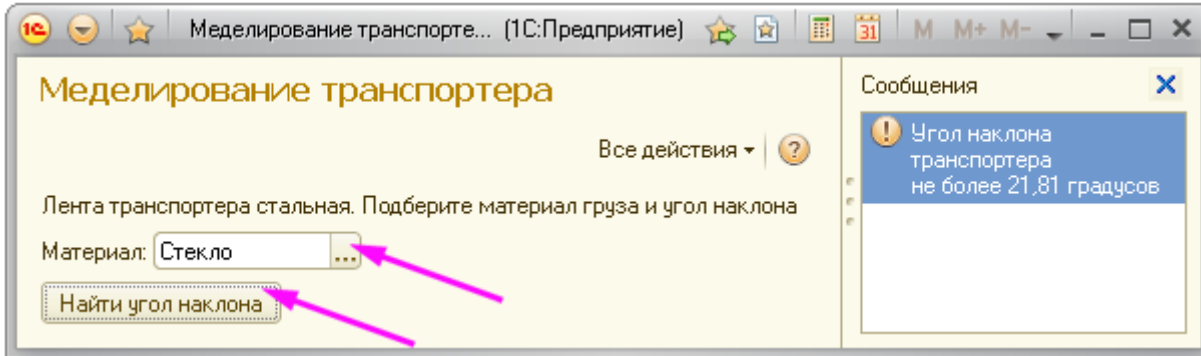 Меделирование транспорте... (1С:Предприятие)
31 M M+ M-
Меделирование транспортера
Все действия
?
Лента транспортера стальная. Подберите материал груза и угол наклона
Материал: Стекло ...
Найти угол наклона
Сообщения
Угол наклона
транспортера
не более 21,81 градусов